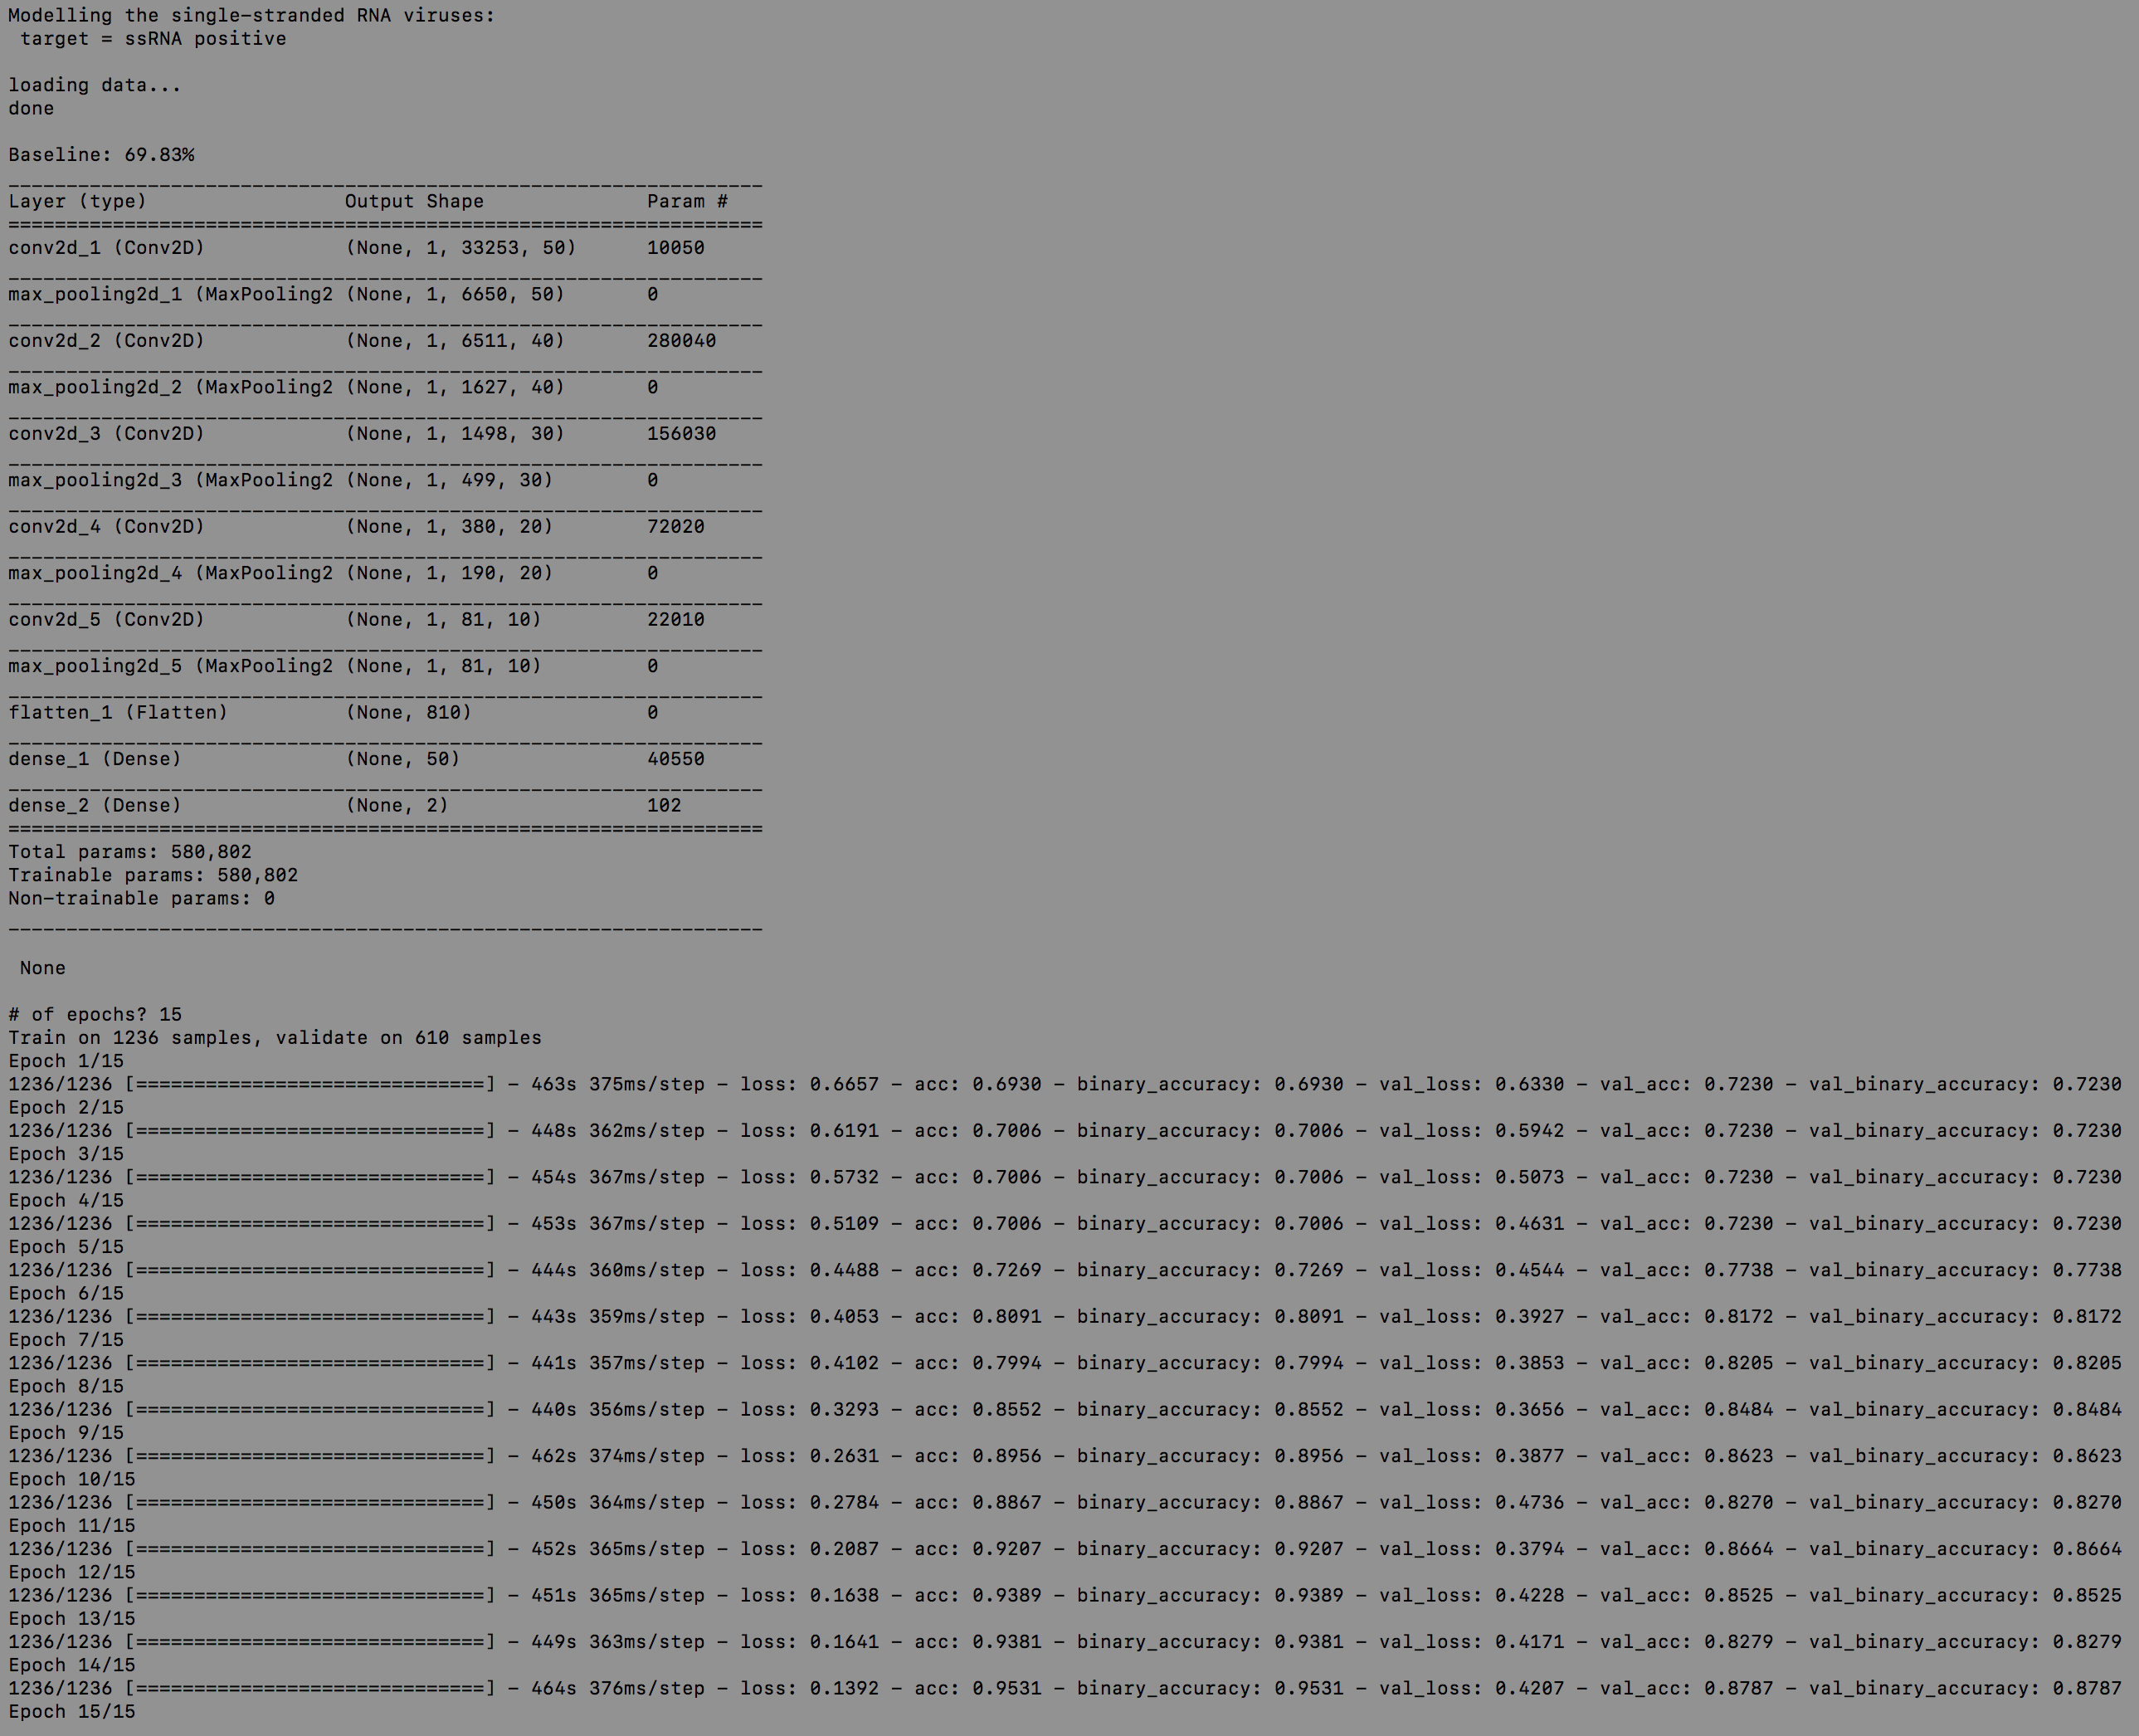 Modelling the single-stranded RNA viruses:
 target = ssRNA positive

loading data...
done

Baseline: 69.83%
_________________________________________________________________
Layer (type)                 Output Shape              Param #
=================================================================
conv2d_1 (Conv2D)            (None, 1, 33253, 50)      10050
_________________________________________________________________
max_pooling2d_1 (MaxPooling2 (None, 1, 6650, 50)       0
_________________________________________________________________
conv2d_2 (Conv2D)            (None, 1, 6511, 40)       280040
_________________________________________________________________
max_pooling2d_2 (MaxPooling2 (None, 1, 1627, 40)       0
_________________________________________________________________
conv2d_3 (Conv2D)            (None, 1, 1498, 30)       156030
_________________________________________________________________
max_pooling2d_3 (MaxPooling2 (None, 1, 499, 30)        0
_________________________________________________________________
conv2d_4 (Conv2D)            (None, 1, 380, 20)        72020
_________________________________________________________________
max_pooling2d_4 (MaxPooling2 (None, 1, 190, 20)        0
_________________________________________________________________
conv2d_5 (Conv2D)            (None, 1, 81, 10)         22010
_________________________________________________________________
max_pooling2d_5 (MaxPooling2 (None, 1, 81, 10)         0
_________________________________________________________________
flatten_1 (Flatten)          (None, 810)               0
_________________________________________________________________
dense_1 (Dense)              (None, 50)                40550
_________________________________________________________________
dense_2 (Dense)              (None, 2)                 102
=================================================================
Total params: 580,802
Trainable params: 580,802
Non-trainable params: 0
_________________________________________________________________

 None

# of epochs? 15
Train on 1236 samples, validate on 610 samples
Epoch 1/15
1236/1236 [==============================] - 463s 375ms/step - loss: 0.6657 - acc: 0.6930 - binary_accuracy: 0.6930 - val_loss: 0.6330 - val_acc: 0.7230 - val_binary_accuracy: 0.7230
Epoch 2/15
1236/1236 [==============================] - 448s 362ms/step - loss: 0.6191 - acc: 0.7006 - binary_accuracy: 0.7006 - val_loss: 0.5942 - val_acc: 0.7230 - val_binary_accuracy: 0.7230
Epoch 3/15
1236/1236 [==============================] - 454s 367ms/step - loss: 0.5732 - acc: 0.7006 - binary_accuracy: 0.7006 - val_loss: 0.5073 - val_acc: 0.7230 - val_binary_accuracy: 0.7230
Epoch 4/15
1236/1236 [==============================] - 453s 367ms/step - loss: 0.5109 - acc: 0.7006 - binary_accuracy: 0.7006 - val_loss: 0.4631 - val_acc: 0.7230 - val_binary_accuracy: 0.7230
Epoch 5/15
1236/1236 [==============================] - 444s 360ms/step - loss: 0.4488 - acc: 0.7269 - binary_accuracy: 0.7269 - val_loss: 0.4544 - val_acc: 0.7738 - val_binary_accuracy: 0.7738
Epoch 6/15
1236/1236 [==============================] - 443s 359ms/step - loss: 0.4053 - acc: 0.8091 - binary_accuracy: 0.8091 - val_loss: 0.3927 - val_acc: 0.8172 - val_binary_accuracy: 0.8172
Epoch 7/15
1236/1236 [==============================] - 441s 357ms/step - loss: 0.4102 - acc: 0.7994 - binary_accuracy: 0.7994 - val_loss: 0.3853 - val_acc: 0.8205 - val_binary_accuracy: 0.8205
Epoch 8/15
1236/1236 [==============================] - 440s 356ms/step - loss: 0.3293 - acc: 0.8552 - binary_accuracy: 0.8552 - val_loss: 0.3656 - val_acc: 0.8484 - val_binary_accuracy: 0.8484
Epoch 9/15
1236/1236 [==============================] - 462s 374ms/step - loss: 0.2631 - acc: 0.8956 - binary_accuracy: 0.8956 - val_loss: 0.3877 - val_acc: 0.8623 - val_binary_accuracy: 0.8623
Epoch 10/15
1236/1236 [==============================] - 450s 364ms/step - loss: 0.2784 - acc: 0.8867 - binary_accuracy: 0.8867 - val_loss: 0.4736 - val_acc: 0.8270 - val_binary_accuracy: 0.8270
Epoch 11/15
1236/1236 [==============================] - 452s 365ms/step - loss: 0.2087 - acc: 0.9207 - binary_accuracy: 0.9207 - val_loss: 0.3794 - val_acc: 0.8664 - val_binary_accuracy: 0.8664
Epoch 12/15
1236/1236 [==============================] - 451s 365ms/step - loss: 0.1638 - acc: 0.9389 - binary_accuracy: 0.9389 - val_loss: 0.4228 - val_acc: 0.8525 - val_binary_accuracy: 0.8525
Epoch 13/15
1236/1236 [==============================] - 449s 363ms/step - loss: 0.1641 - acc: 0.9381 - binary_accuracy: 0.9381 - val_loss: 0.4171 - val_acc: 0.8279 - val_binary_accuracy: 0.8279
Epoch 14/15
1236/1236 [==============================] - 464s 376ms/step - loss: 0.1392 - acc: 0.9531 - binary_accuracy: 0.9531 - val_loss: 0.4207 - val_acc: 0.8787 - val_binary_accuracy: 0.8787
Epoch 15/15